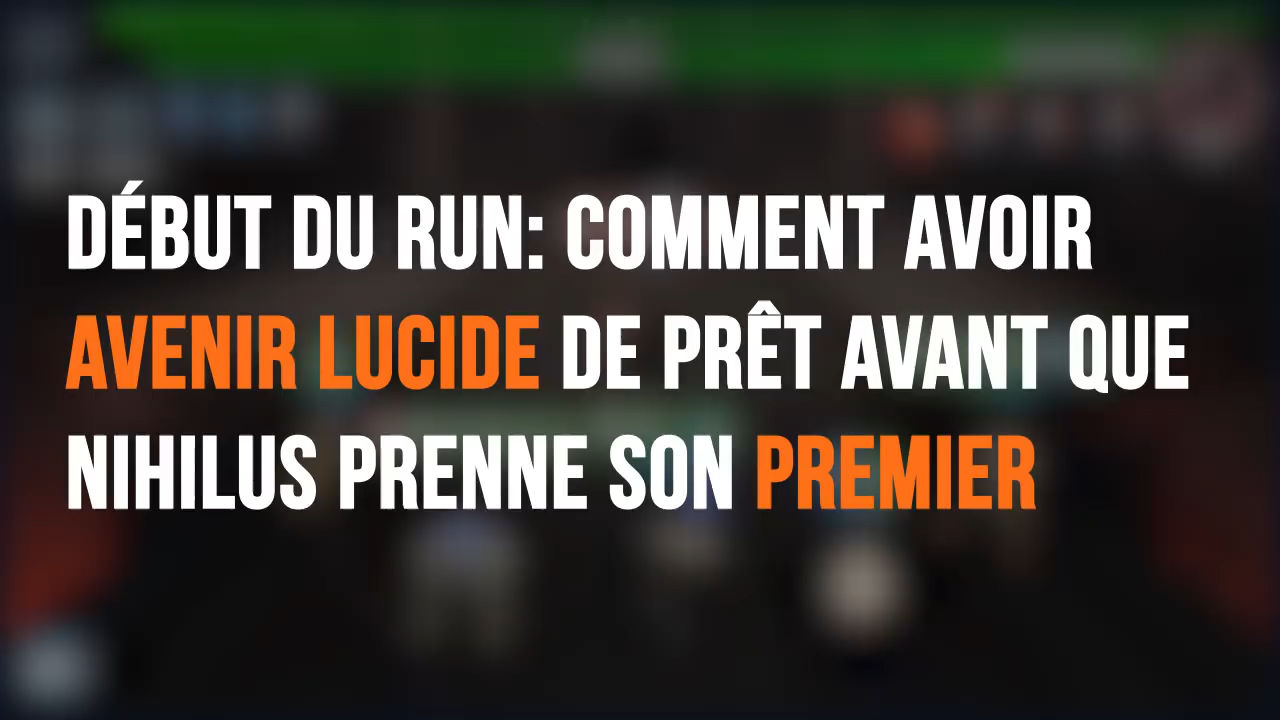 DÉBUT DU RUN: COMMENT AVOIR
AVENIR LUCIDE DE PRÊT AVANT QUE
NIHILUS PRENNE SON PREMIER